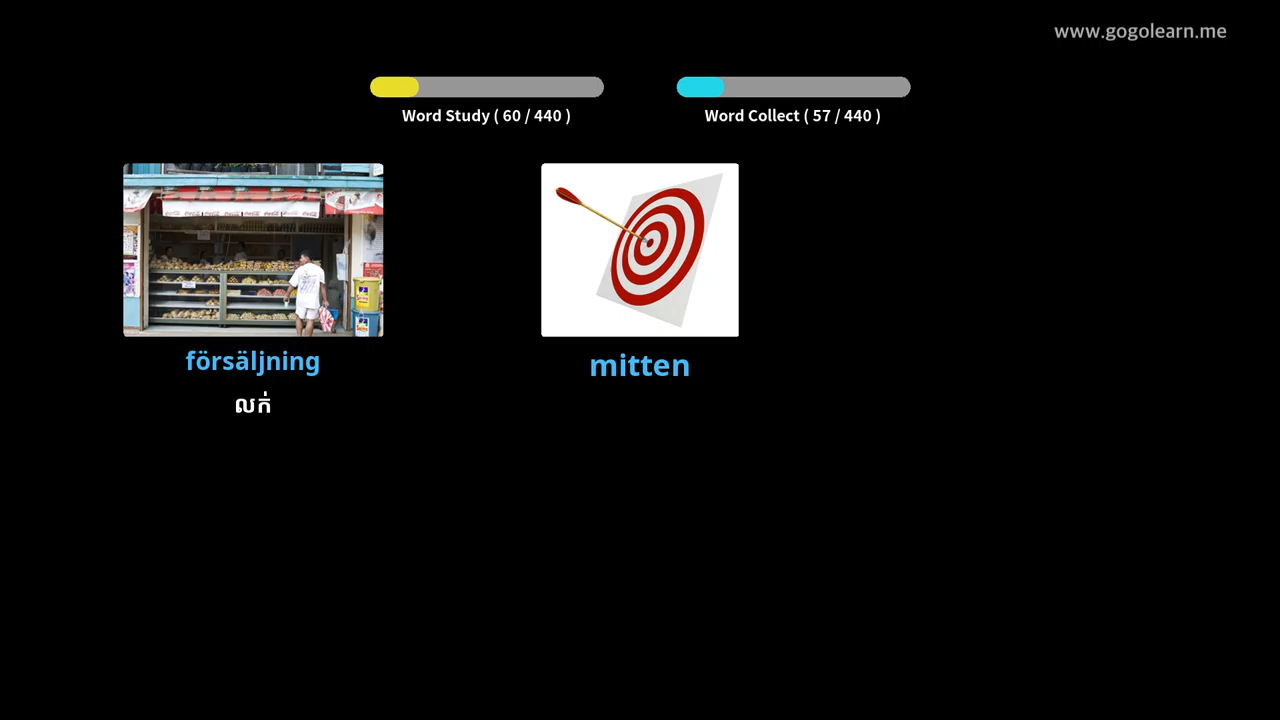 www.gogolearn.me
Word Study ( 60 / 440 )
Word Collect ( 57 / 440 )
försäljning
លក់
mitten